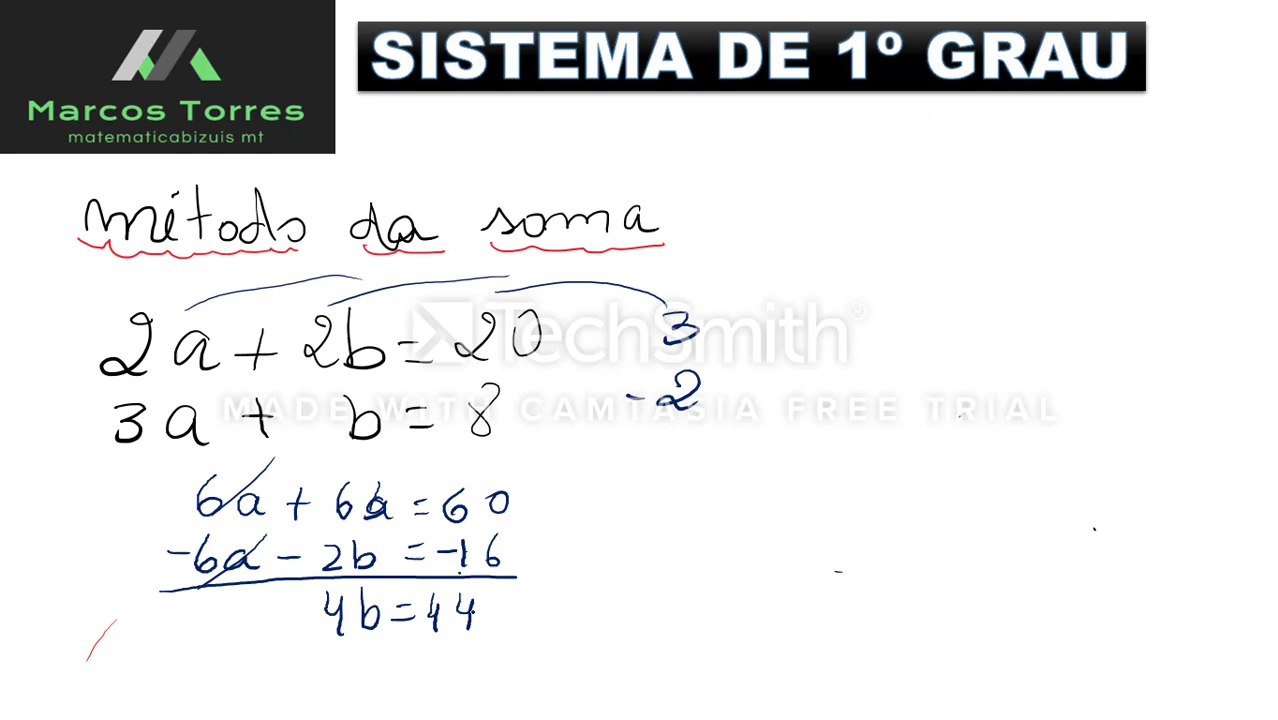 Marcos Torres
matematicabizuis mt
SISTEMA DE 1º GRAU
método da soma
2a + 2b = 20 3
3a + b = 8 -2
TechSmith®
MADE WITH CAMTASIA FREE TRIAL
6a + 6b = 60
-6a - 2b = -16
4b = 44